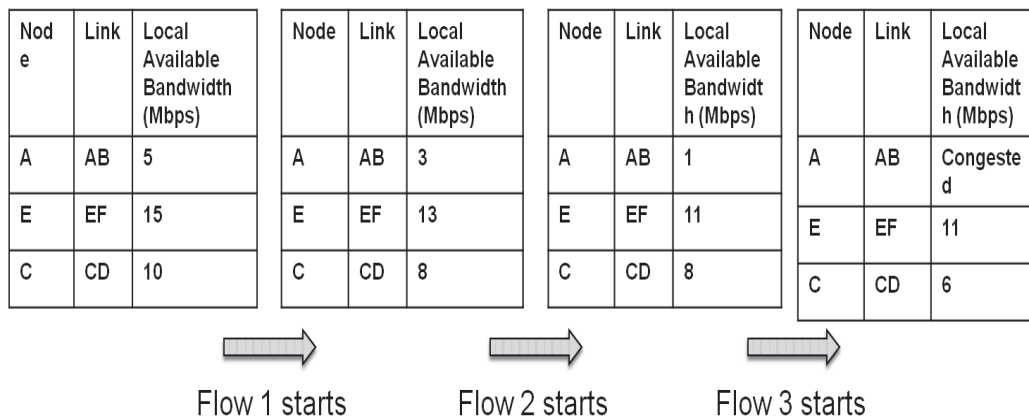 Nod
e
Link
Local
Available
Bandwidth
(Mbps)
A
AB
5
E
EF
15
C
CD
10
Node
Link
Local
Available
Bandwidth
(Mbps)
A
AB
3
E
EF
13
C
CD
8
Node
Link
Local
Available
Bandwidt
h (Mbps)
A
AB
1
E
EF
11
C
CD
8
Node
Link
Local
Available
Bandwidt
h (Mbps)
A
AB
Congeste
d
E
EF
11
C
CD
6
Flow 1 starts
Flow 2 starts
Flow 3 starts